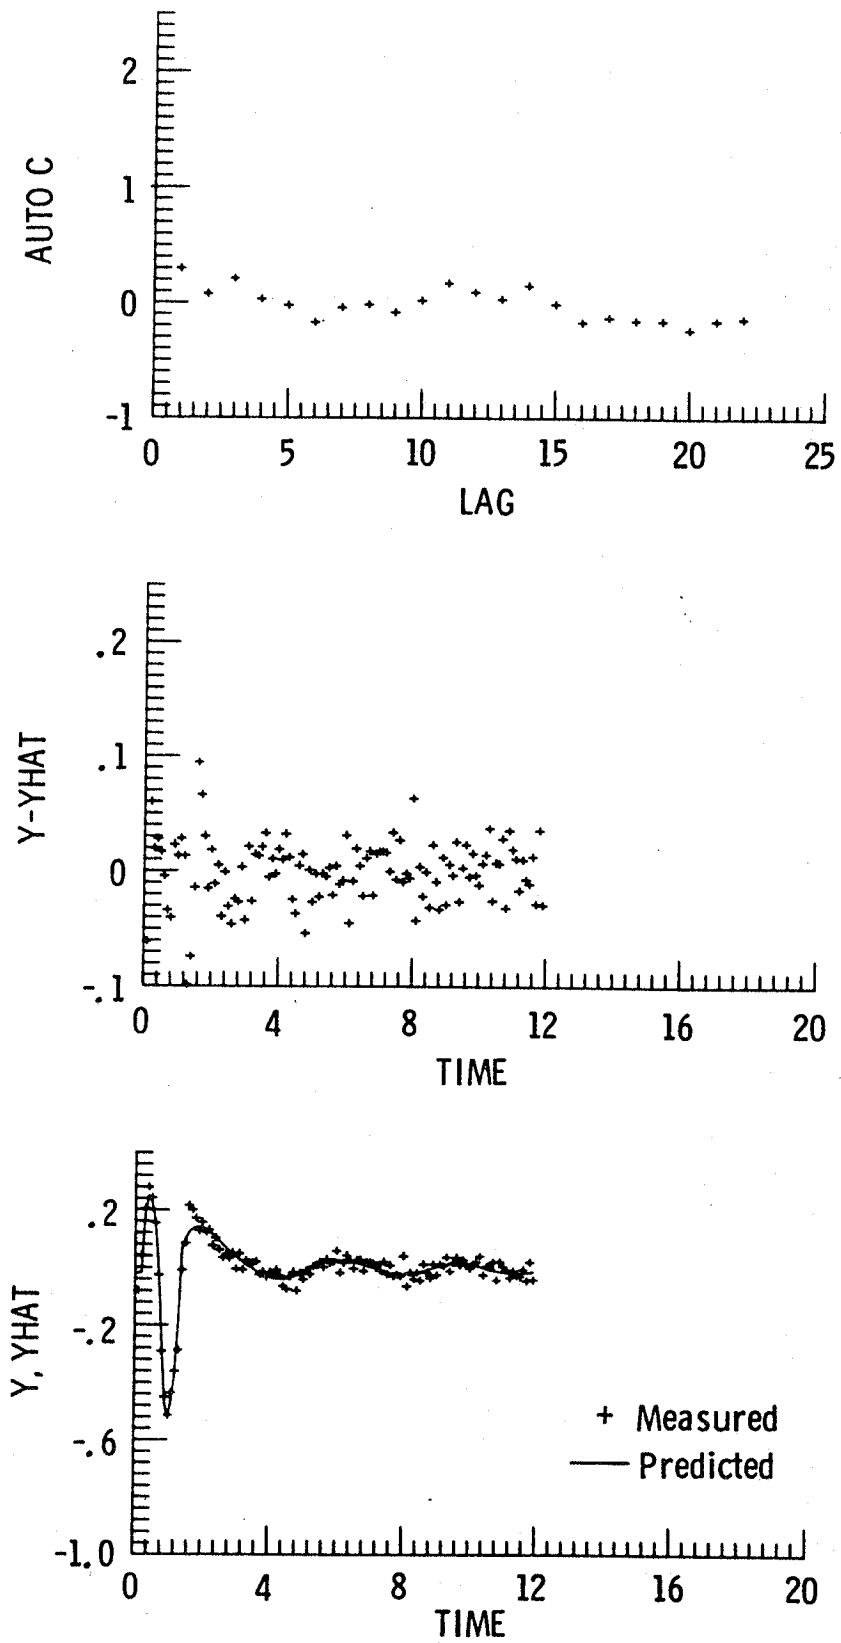 2
1
0
-1
AUTO C
0 5 10 15 20 25
LAG
.2
.1
0
-.1
Y-YHAT
0 4 8 12 16 20
TIME
.2
-.2
-.6
-1.0
Y, YHAT
+ Measured
— Predicted
0 4 8 12 16 20
TIME